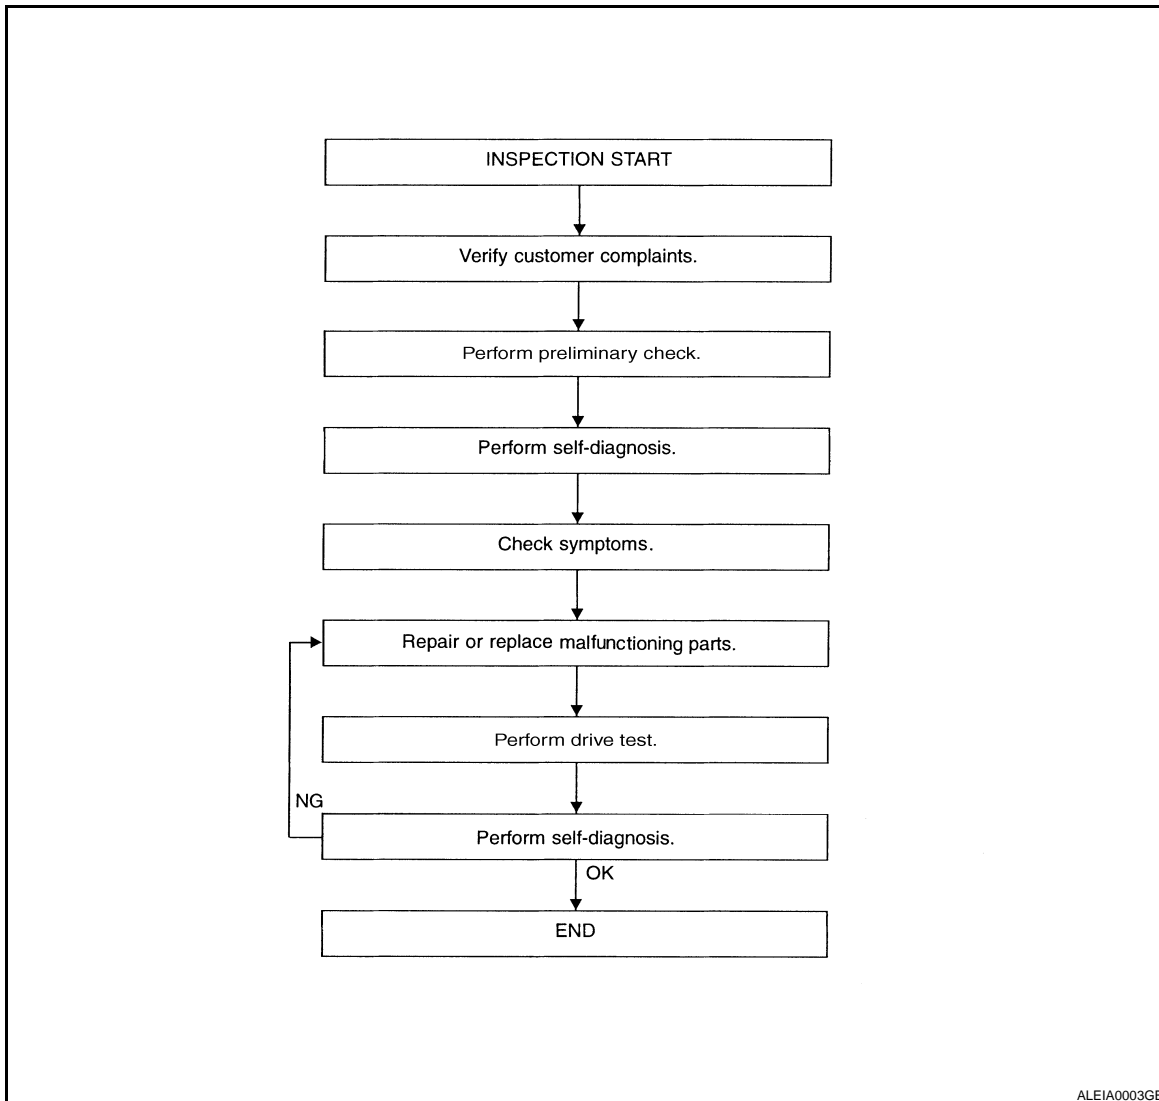 INSPECTION START
Verify customer complaints.
Perform preliminary check.
Perform self-diagnosis.
Check symptoms.
Repair or replace malfunctioning parts.
Perform drive test.
NG
Perform self-diagnosis.
OK
END
ALEIA0003GE